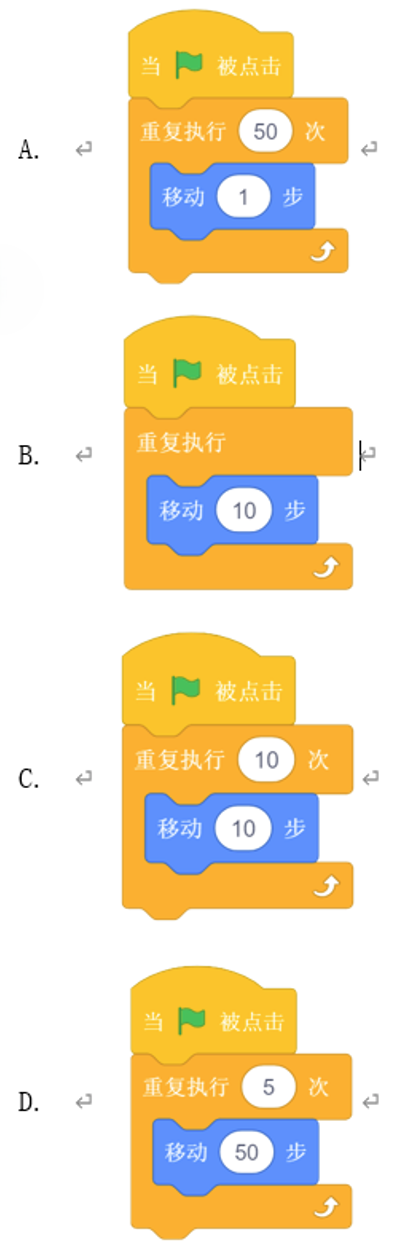 当 被点击
A. 重复执行 50 次
移动 1 步
当 被点击
B. 重复执行
移动 10 步
当 被点击
C. 重复执行 10 次
移动 10 步
当 被点击
D. 重复执行 5 次
移动 50 步